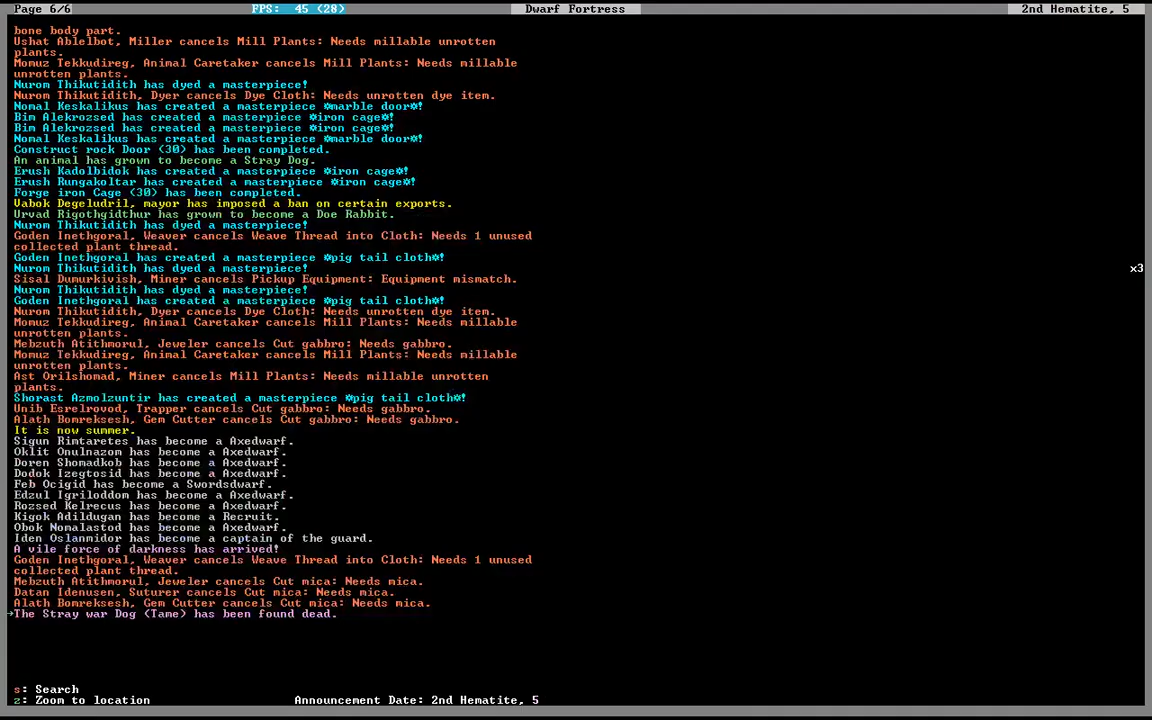 Page 6/6 FPS: 45 (28) Dwarf Fortress 2nd Hematite, 5
bone body part.
Ushat Ablelbot, Miller cancels Mill Plants: Needs millable unrotten
plants.
Momuz Tekkudireg, Animal Caretaker cancels Mill Plants: Needs millable
unrotten plants.
Nurom Thikutidith has dyed a masterpiece!
Nurom Thikutidith, Dyer cancels Dye Cloth: Needs unrotten dye item.
Nomal Keskalikus has created a masterpiece ☼marble door☼!
Bim Alekrozsed has created a masterpiece ☼iron cage☼!
Bim Alekrozsed has created a masterpiece ☼iron cage☼!
Nomal Keskalikus has created a masterpiece ☼marble door☼!
Construct rock Door (30) has been completed.
An animal has grown to become a Stray Dog.
Erush Kadolbidok has created a masterpiece ☼iron cage☼!
Erush Rungakoltar has created a masterpiece ☼iron cage☼!
Forge iron Cage (30) has been completed.
Vabok Degeludril, mayor has imposed a ban on certain exports.
Urvad Rigothgidthur has grown to become a Doe Rabbit.
Nurom Thikutidith has dyed a masterpiece!
Goden Inethgoral, Weaver cancels Weave Thread into Cloth: Needs 1 unused
collected plant thread.
Goden Inethgoral has created a masterpiece ☼pig tail cloth☼!
Nurom Thikutidith has dyed a masterpiece!
x3
Sisal Dumurkivish, Miner cancels Pickup Equipment: Equipment mismatch.
Nurom Thikutidith has dyed a masterpiece!
Goden Inethgoral has created a masterpiece ☼pig tail cloth☼!
Nurom Thikutidith, Dyer cancels Dye Cloth: Needs unrotten dye item.
Momuz Tekkudireg, Animal Caretaker cancels Mill Plants: Needs millable
unrotten plants.
Mebzuth Atithmorul, Jeweler cancels Cut gabbro: Needs gabbro.
Momuz Tekkudireg, Animal Caretaker cancels Mill Plants: Needs millable
unrotten plants.
Ast Orilshomad, Miner cancels Mill Plants: Needs millable unrotten
plants.
Shorast Azmolzuntir has created a masterpiece ☼pig tail cloth☼!
Unib Esrelrovod, Trapper cancels Cut gabbro: Needs gabbro.
Alath Bomreksesh, Gem Cutter cancels Cut gabbro: Needs gabbro.
It is now summer.
Sigun Rimtaretes has become a Axedwarf.
Oklit Onulnazom has become a Axedwarf.
Doren Shomadkob has become a Axedwarf.
Dodok Izegtosid has become a Axedwarf.
Feb Ocigid has become a Swordsdwarf.
Edzul Igriloddom has become a Axedwarf.
Rozsed Kelrecus has become a Axedwarf.
Kigok Adildugan has become a Recruit.
Obok Nomalastod has become a Axedwarf.
Iden Oslanmidor has become a captain of the guard.
A vile force of darkness has arrived!
Goden Inethgoral, Weaver cancels Weave Thread into Cloth: Needs 1 unused
collected plant thread.
Mebzuth Atithmorul, Jeweler cancels Cut mica: Needs mica.
Datan Idenusen, Suturer cancels Cut mica: Needs mica.
Alath Bomreksesh, Gem Cutter cancels Cut mica: Needs mica.
→The Stray war Dog (Tame) has been found dead.
s: Search
z: Zoom to location Announcement Date: 2nd Hematite, 5